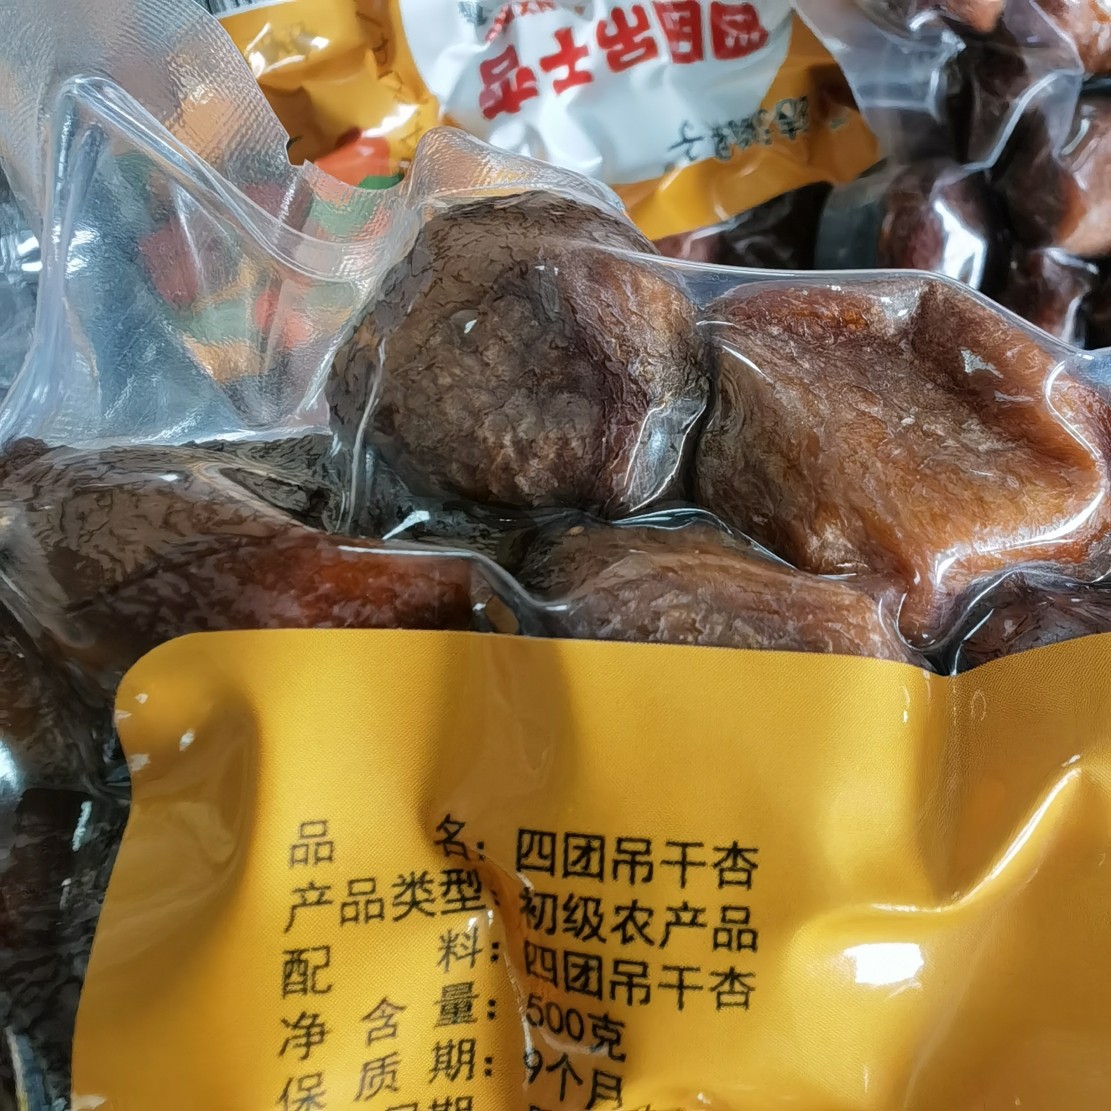 四团吊干杏
品名：四团吊干杏
产品类型：初级农产品
配料：四团吊干杏
净含量：500克
保质期：9个月